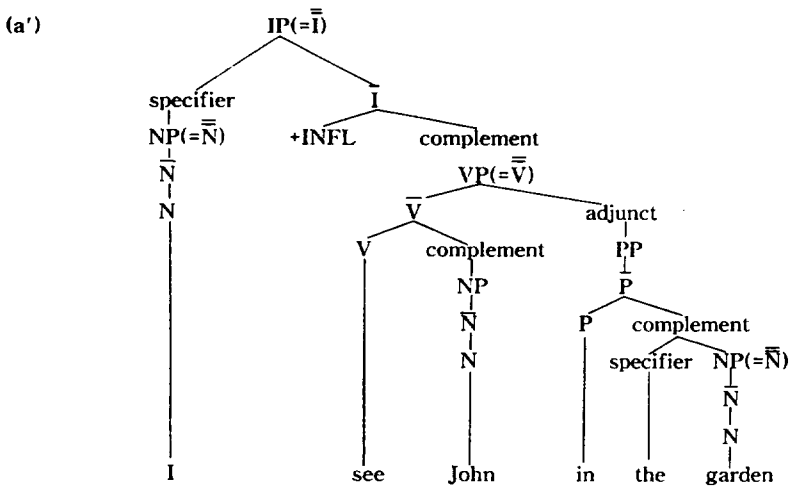 (a′) IP(=I̿)
specifier I̅
NP(=N̿) +INFL complement
N̅ VP(=V̿)
N V̅ adjunct
V complement PP
NP P̅
N̅ P complement
N specifier NP(=N̿)
N̅
N
I see John in the garden